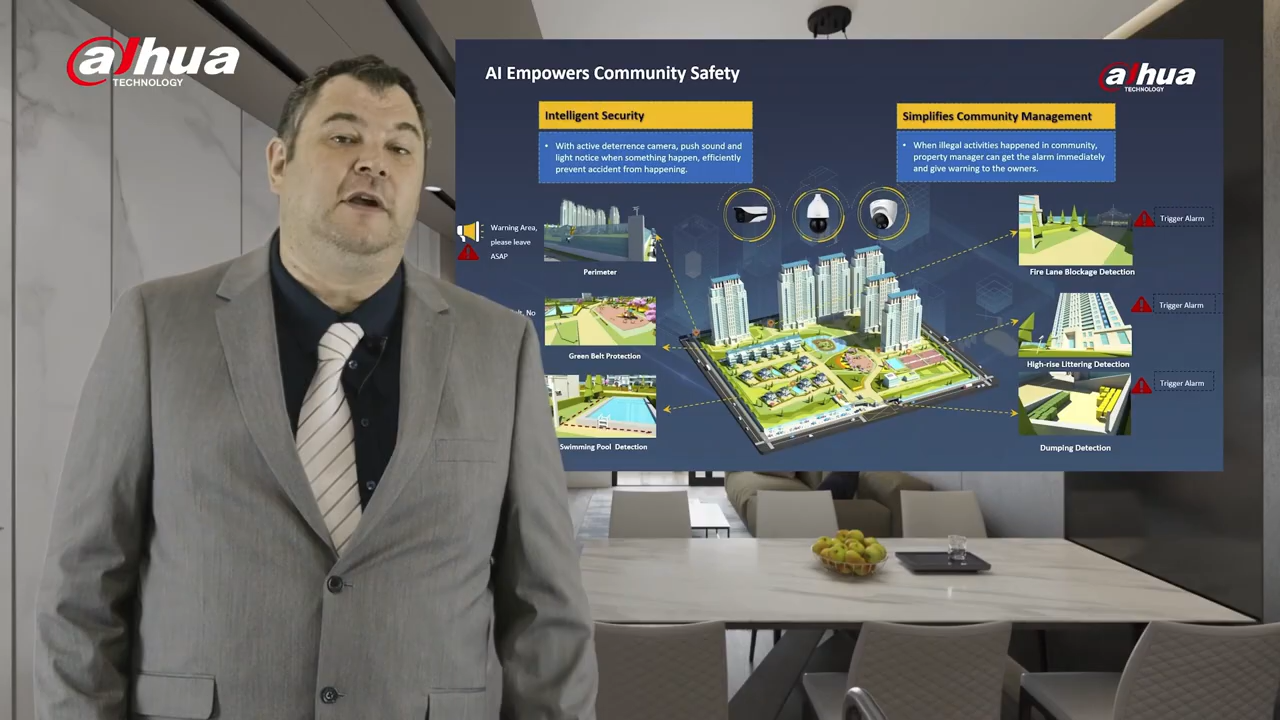 alhua
TECHNOLOGY
AI Empowers Community Safety
alhua
TECHNOLOGY
Intelligent Security
• With active deterrence camera, push sound and
light notice when something happen, efficiently
prevent accident from happening.
Simplifies Community Management
• When illegal activities happened in community,
property manager can get the alarm immediately
and give warning to the owners.
Warning Area,
please leave
ASAP
Perimeter
No
Green Belt Protection
Swimming Pool Detection
Trigger Alarm
Fire Lane Blockage Detection
Trigger Alarm
High-rise Littering Detection
Trigger Alarm
Dumping Detection